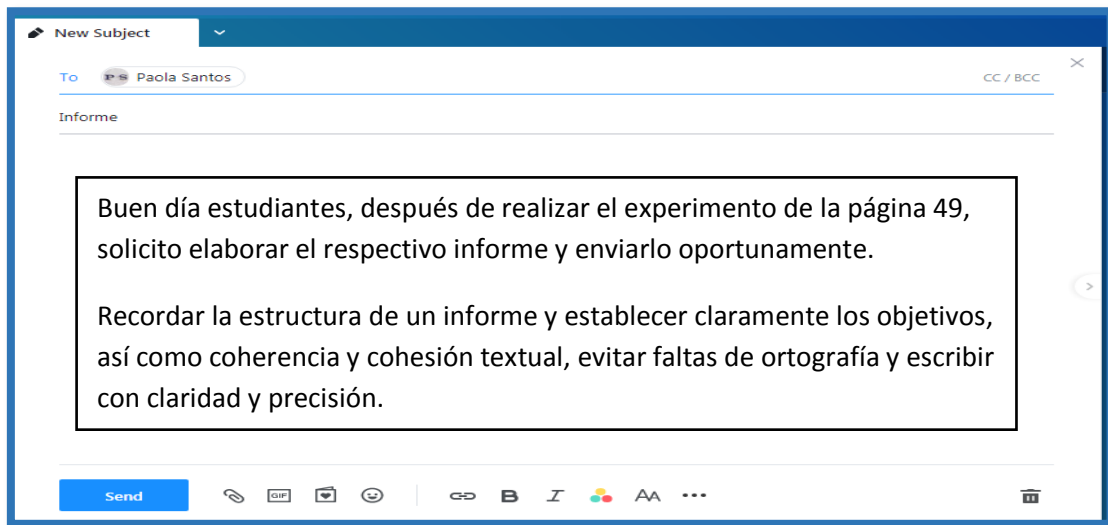 New Subject
To PS Paola Santos CC / BCC
Informe
Buen día estudiantes, después de realizar el experimento de la página 49,
solicito elaborar el respectivo informe y enviarlo oportunamente.
Recordar la estructura de un informe y establecer claramente los objetivos,
así como coherencia y cohesión textual, evitar faltas de ortografía y escribir
con claridad y precisión.
Send GIF B I AA